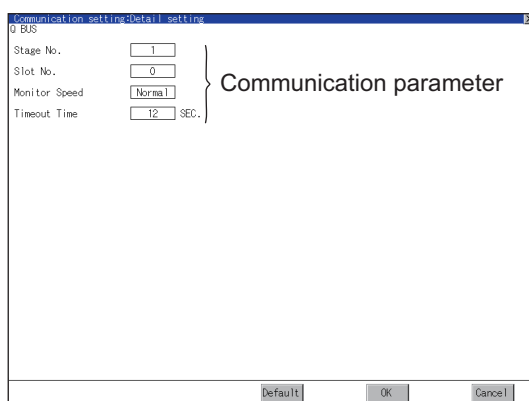 Communication setting:Detail setting
Q BUS
Stage No. 1
Slot No. 0
Monitor Speed Normal
Timeout Time 12 SEC.
Communication parameter
Default OK Cancel